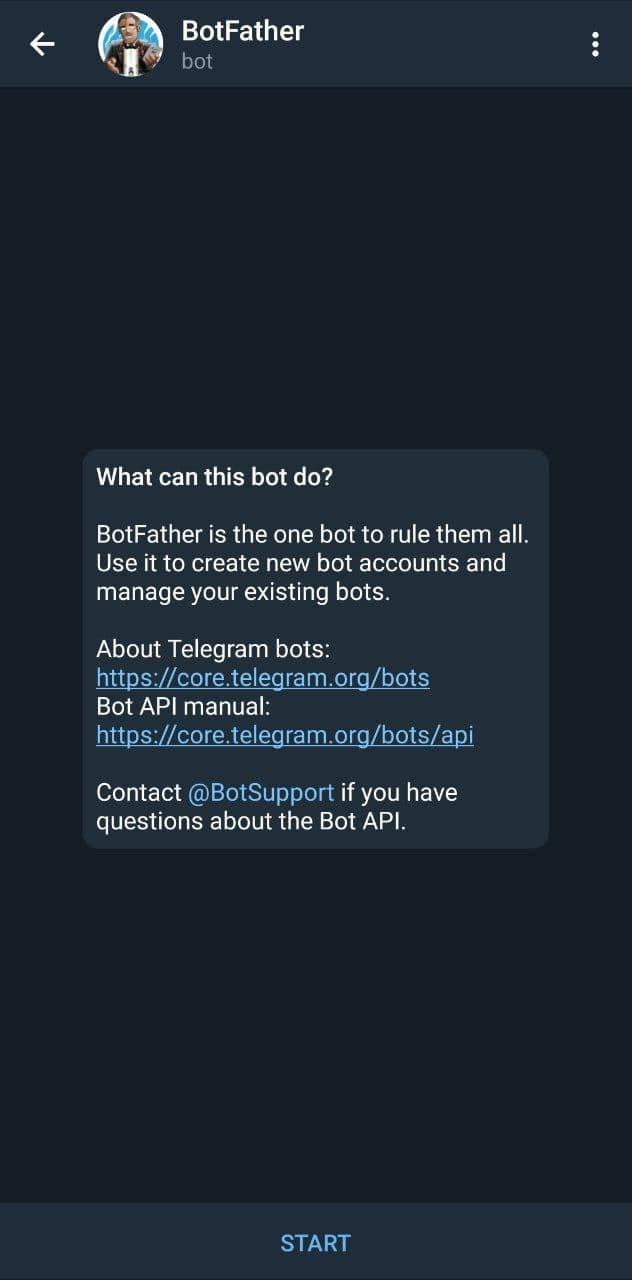 BotFather
bot
What can this bot do?
BotFather is the one bot to rule them all.
Use it to create new bot accounts and
manage your existing bots.
About Telegram bots:
https://core.telegram.org/bots
Bot API manual:
https://core.telegram.org/bots/api
Contact @BotSupport if you have
questions about the Bot API.
START